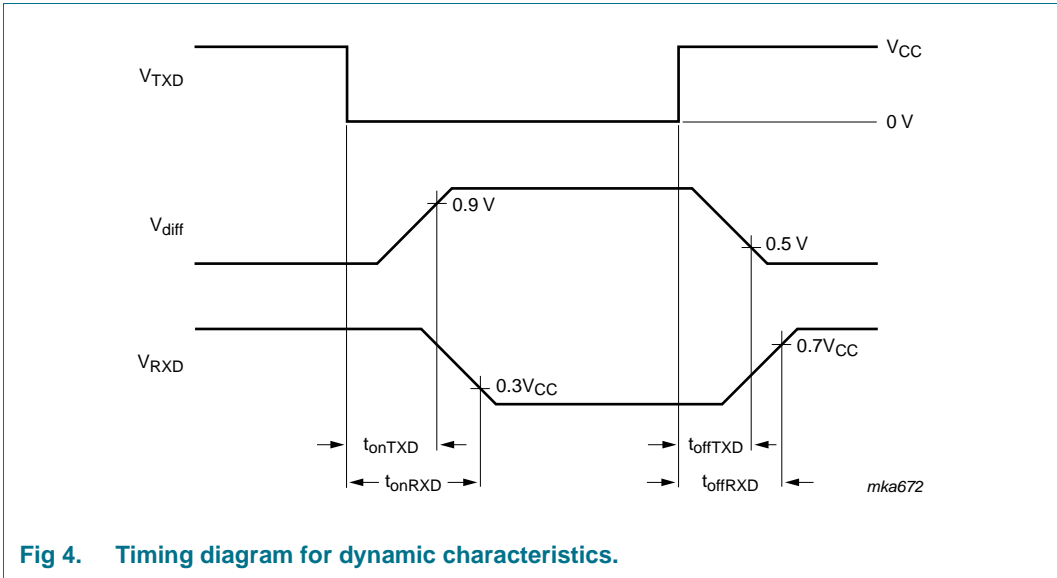 VTXD
VCC
0 V
Vdiff
0.9 V
0.5 V
VRXD
0.3VCC
0.7VCC
tonTXD
toffTXD
tonRXD
toffRXD
mka672
Fig 4. Timing diagram for dynamic characteristics.